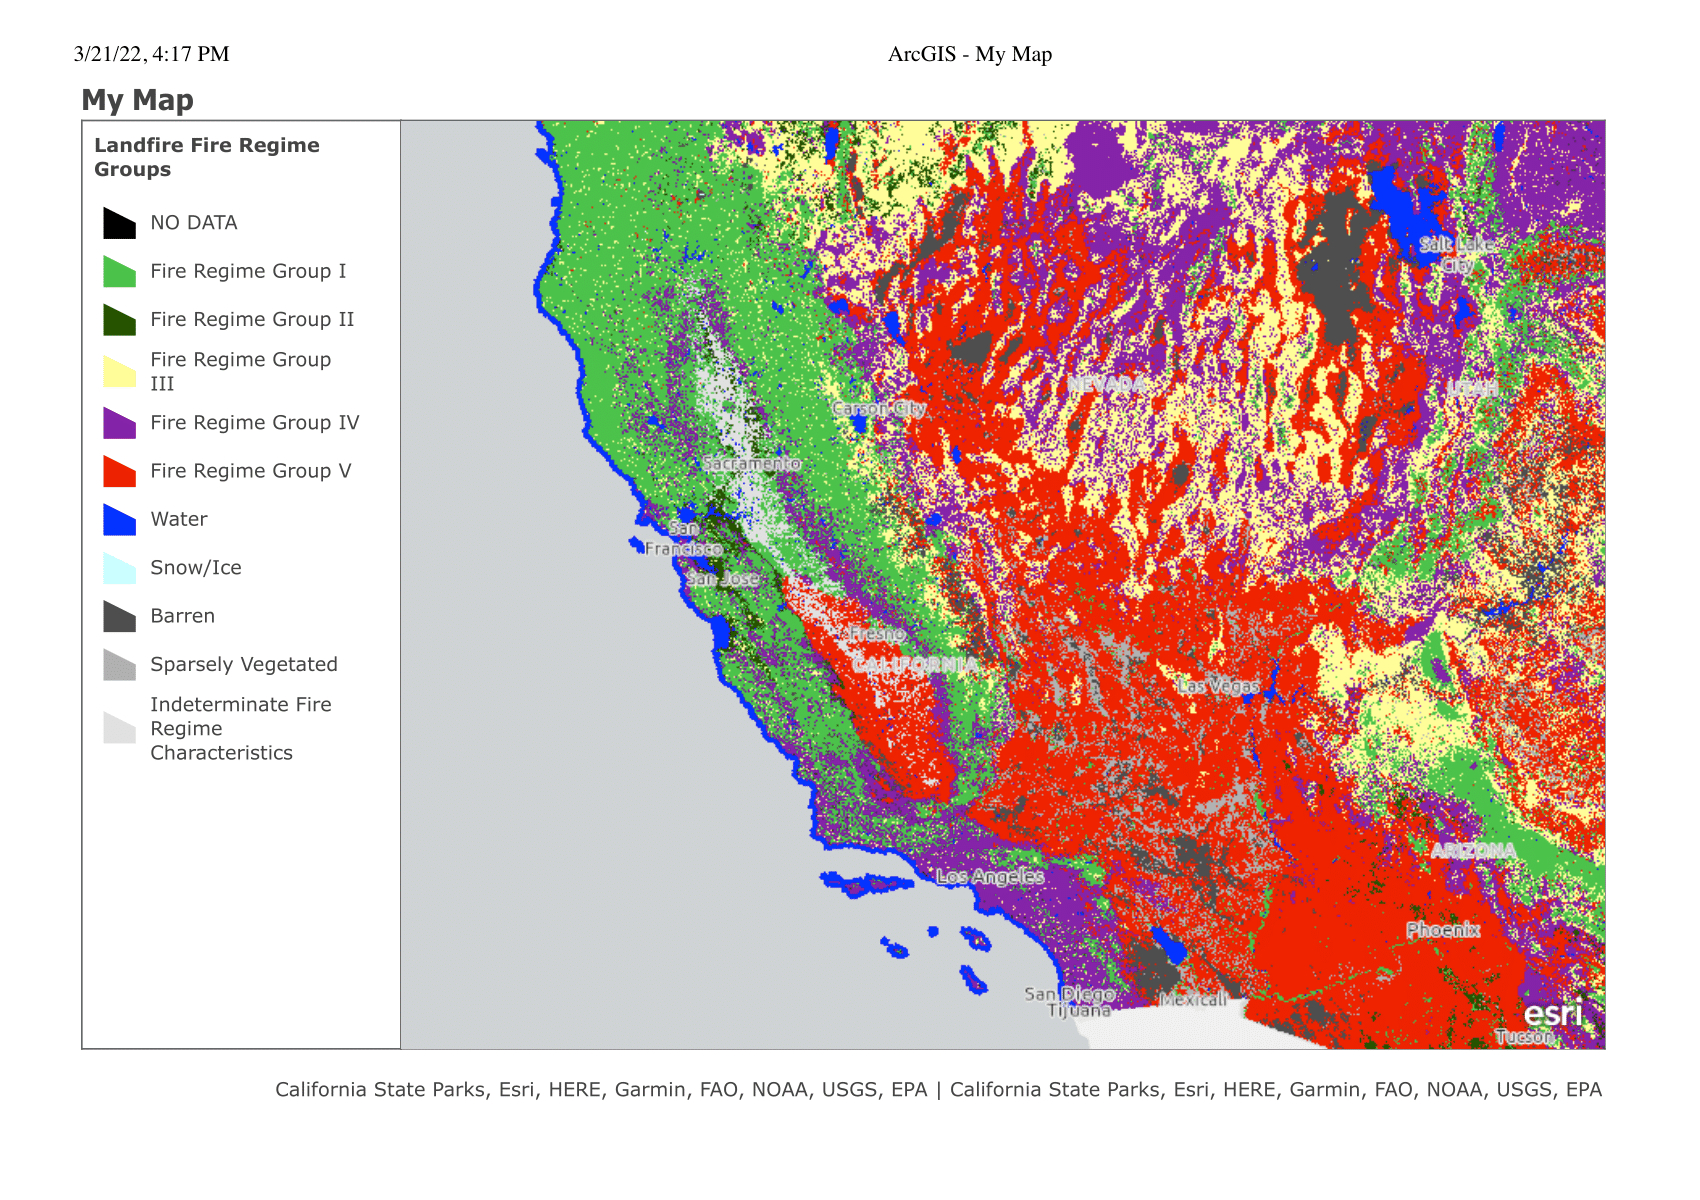 3/21/22, 4:17 PM
ArcGIS - My Map
My Map
Landfire Fire Regime
Groups
NO DATA
Fire Regime Group I
Fire Regime Group II
Fire Regime Group
III
Fire Regime Group IV
Fire Regime Group V
Water
Snow/Ice
Barren
Sparsely Vegetated
Indeterminate Fire
Regime
Characteristics
Salt Lake
City
NEVADA
UTAH
Carson City
Sacramento
San
Francisco
San Jose
Fresno
CALIFORNIA
Las Vegas
ARIZONA
Los Angeles
Phoenix
San Diego
Tijuana
Mexicali
esri
Tucson
California State Parks, Esri, HERE, Garmin, FAO, NOAA, USGS, EPA | California State Parks, Esri, HERE, Garmin, FAO, NOAA, USGS, EPA